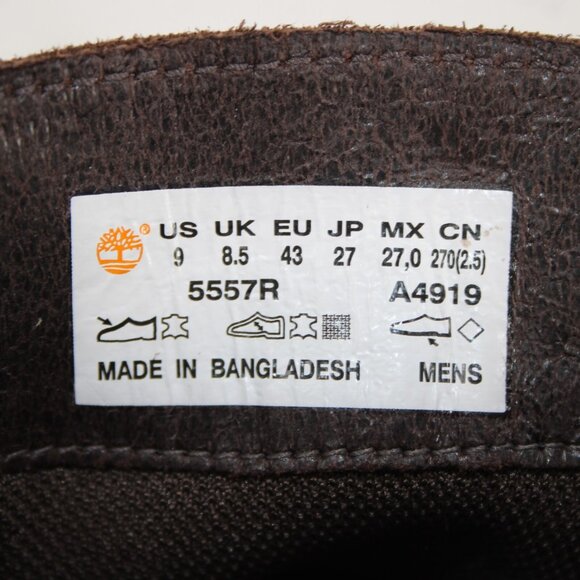 ® US UK EU JP MX CN
9 8.5 43 27 27,0 270(2.5)
5557R A4919
MADE IN BANGLADESH MENS